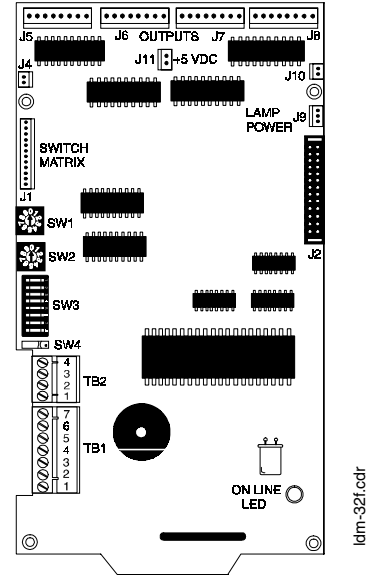 J5 J6 OUTPUTS J7 J8
J4 J11 +5 VDC J10
J9
LAMP
POWER
SWITCH
MATRIX
J1
SW1
J2
SW2
SW3
SW4
4
3
2
1
TB2
7
6
5
4
3
2
1
TB1
ON LINE
LED
ldm-32f.cdr